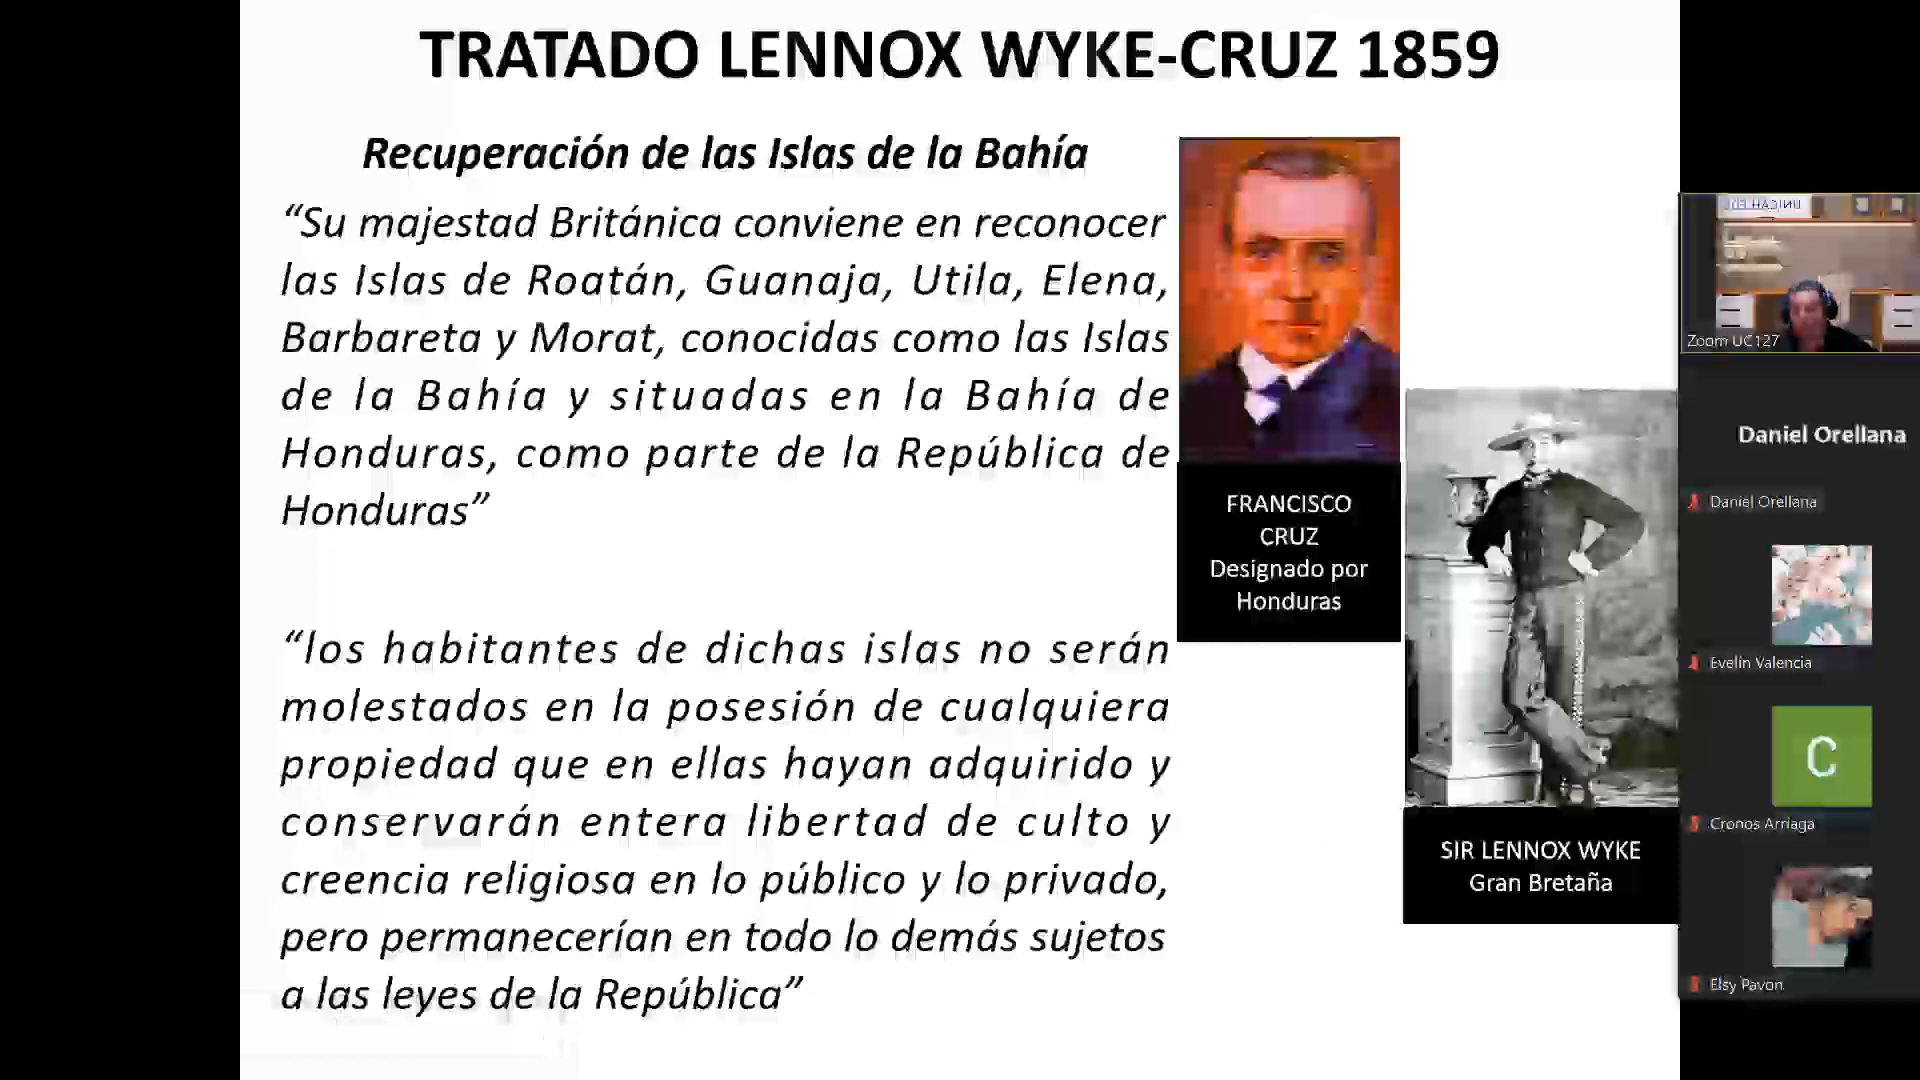 TRATADO LENNOX WYKE-CRUZ 1859
Recuperación de las Islas de la Bahía
“Su majestad Británica conviene en reconocer
las Islas de Roatán, Guanaja, Utila, Elena,
Barbareta y Morat, conocidas como las Islas
de la Bahía y situadas en la Bahía de
Honduras, como parte de la República de
Honduras”
“los habitantes de dichas islas no serán
molestados en la posesión de cualquiera
propiedad que en ellas hayan adquirido y
conservarán entera libertad de culto y
creencia religiosa en lo público y lo privado,
pero permanecerían en todo lo demás sujetos
a las leyes de la República”
FRANCISCO
CRUZ
Designado por
Honduras
SIR LENNOX WYKE
Gran Bretaña
Zoom UC127
Daniel Orellana
Daniel Orellana
Evelin Valencia
C
Cronos Arriaga
Elsy Pavon